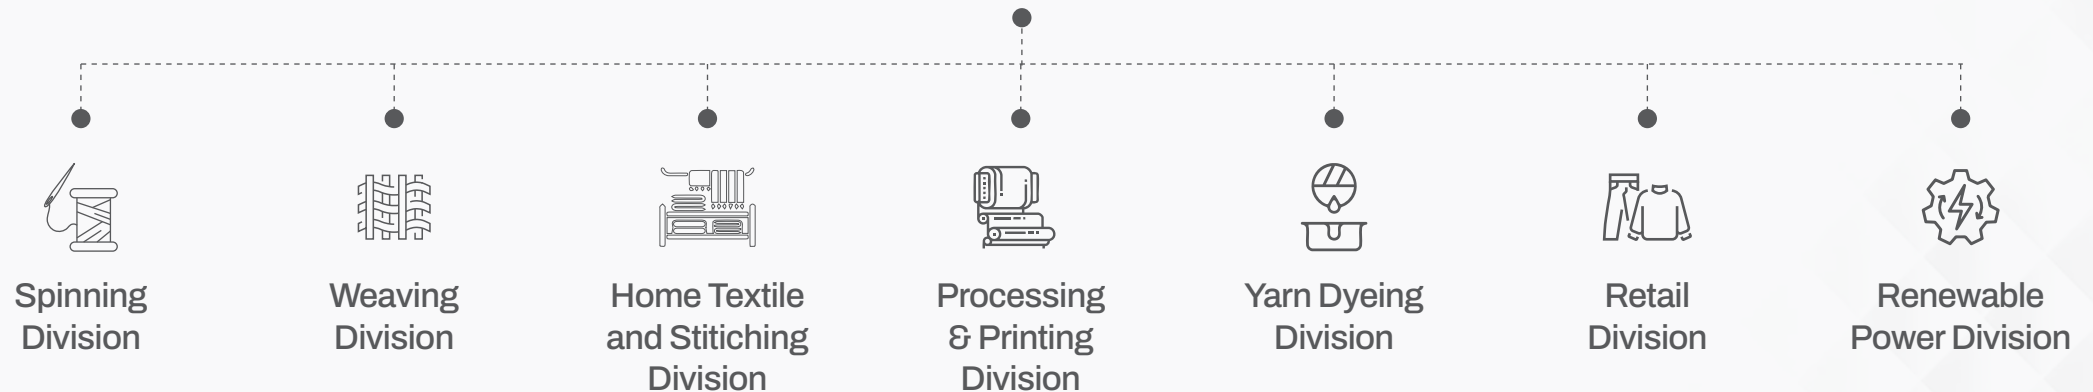 Spinning
Division
Weaving
Division
Home Textile
and Stitiching
Division
Processing
& Printing
Division
Yarn Dyeing
Division
Retail
Division
Renewable
Power Division